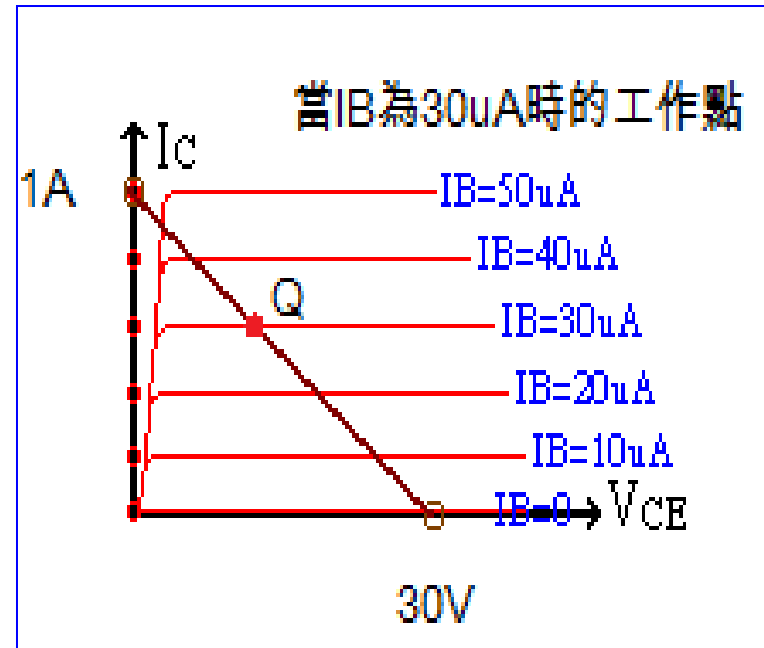 當IB為30uA時的工作點
IC
1A
IB=50uA
IB=40uA
Q
IB=30uA
IB=20uA
IB=10uA
IB=0
VCE
30V